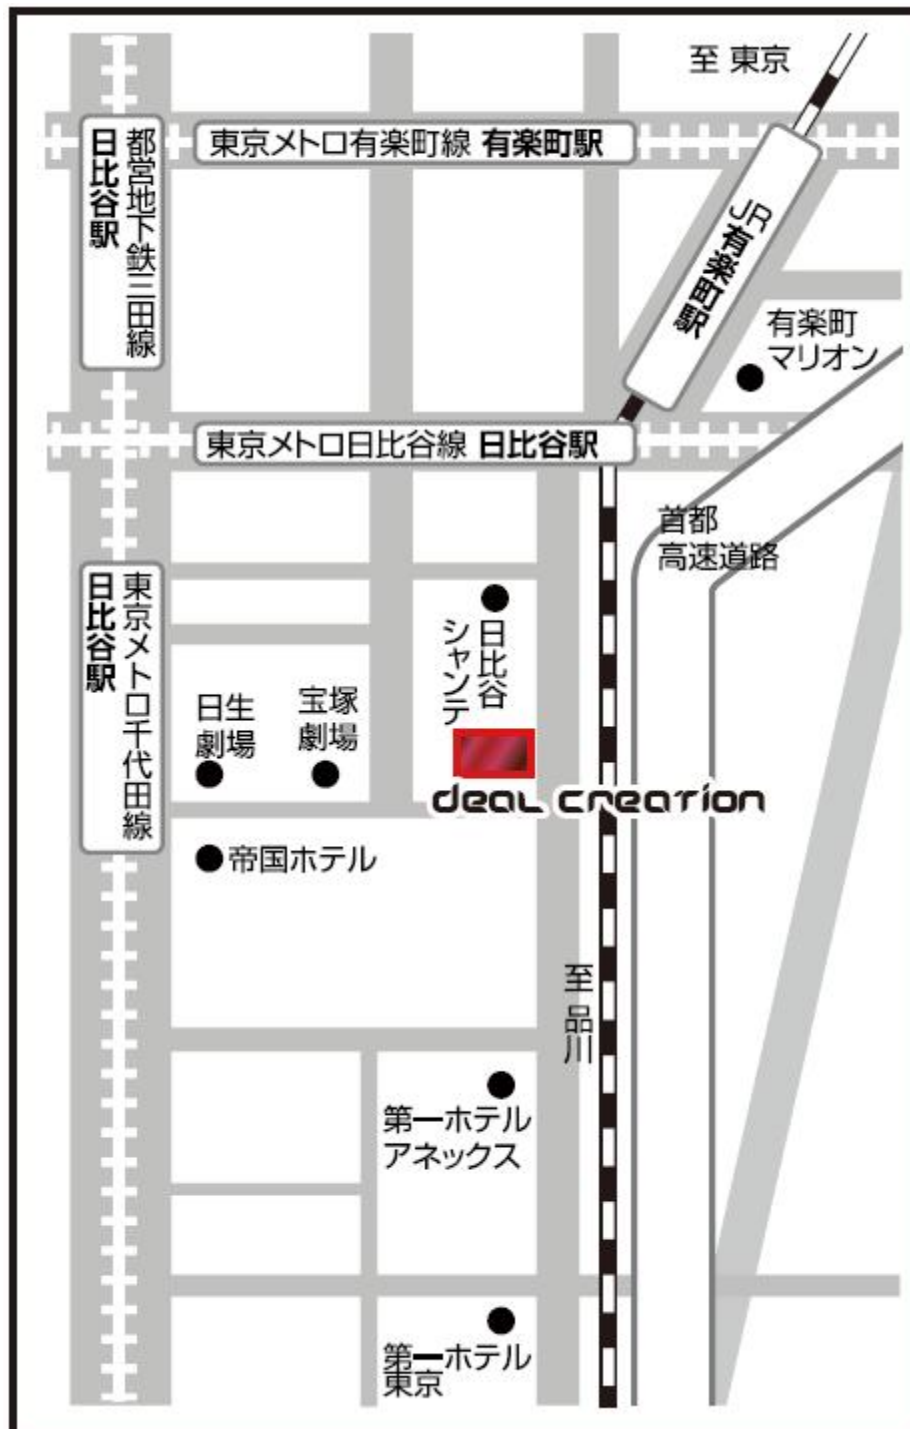 至 東京
東京メトロ有楽町線 有楽町駅
都営地下鉄三田線
日比谷駅
JR
有楽町駅
有楽町
マリオン
東京メトロ日比谷線 日比谷駅
首都
高速道路
東京メトロ千代田線
日比谷駅
日比谷
シャンテ
日生
劇場
宝塚
劇場
deal creation
帝国ホテル
至 品川
第一ホテル
アネックス
第一ホテル
東京